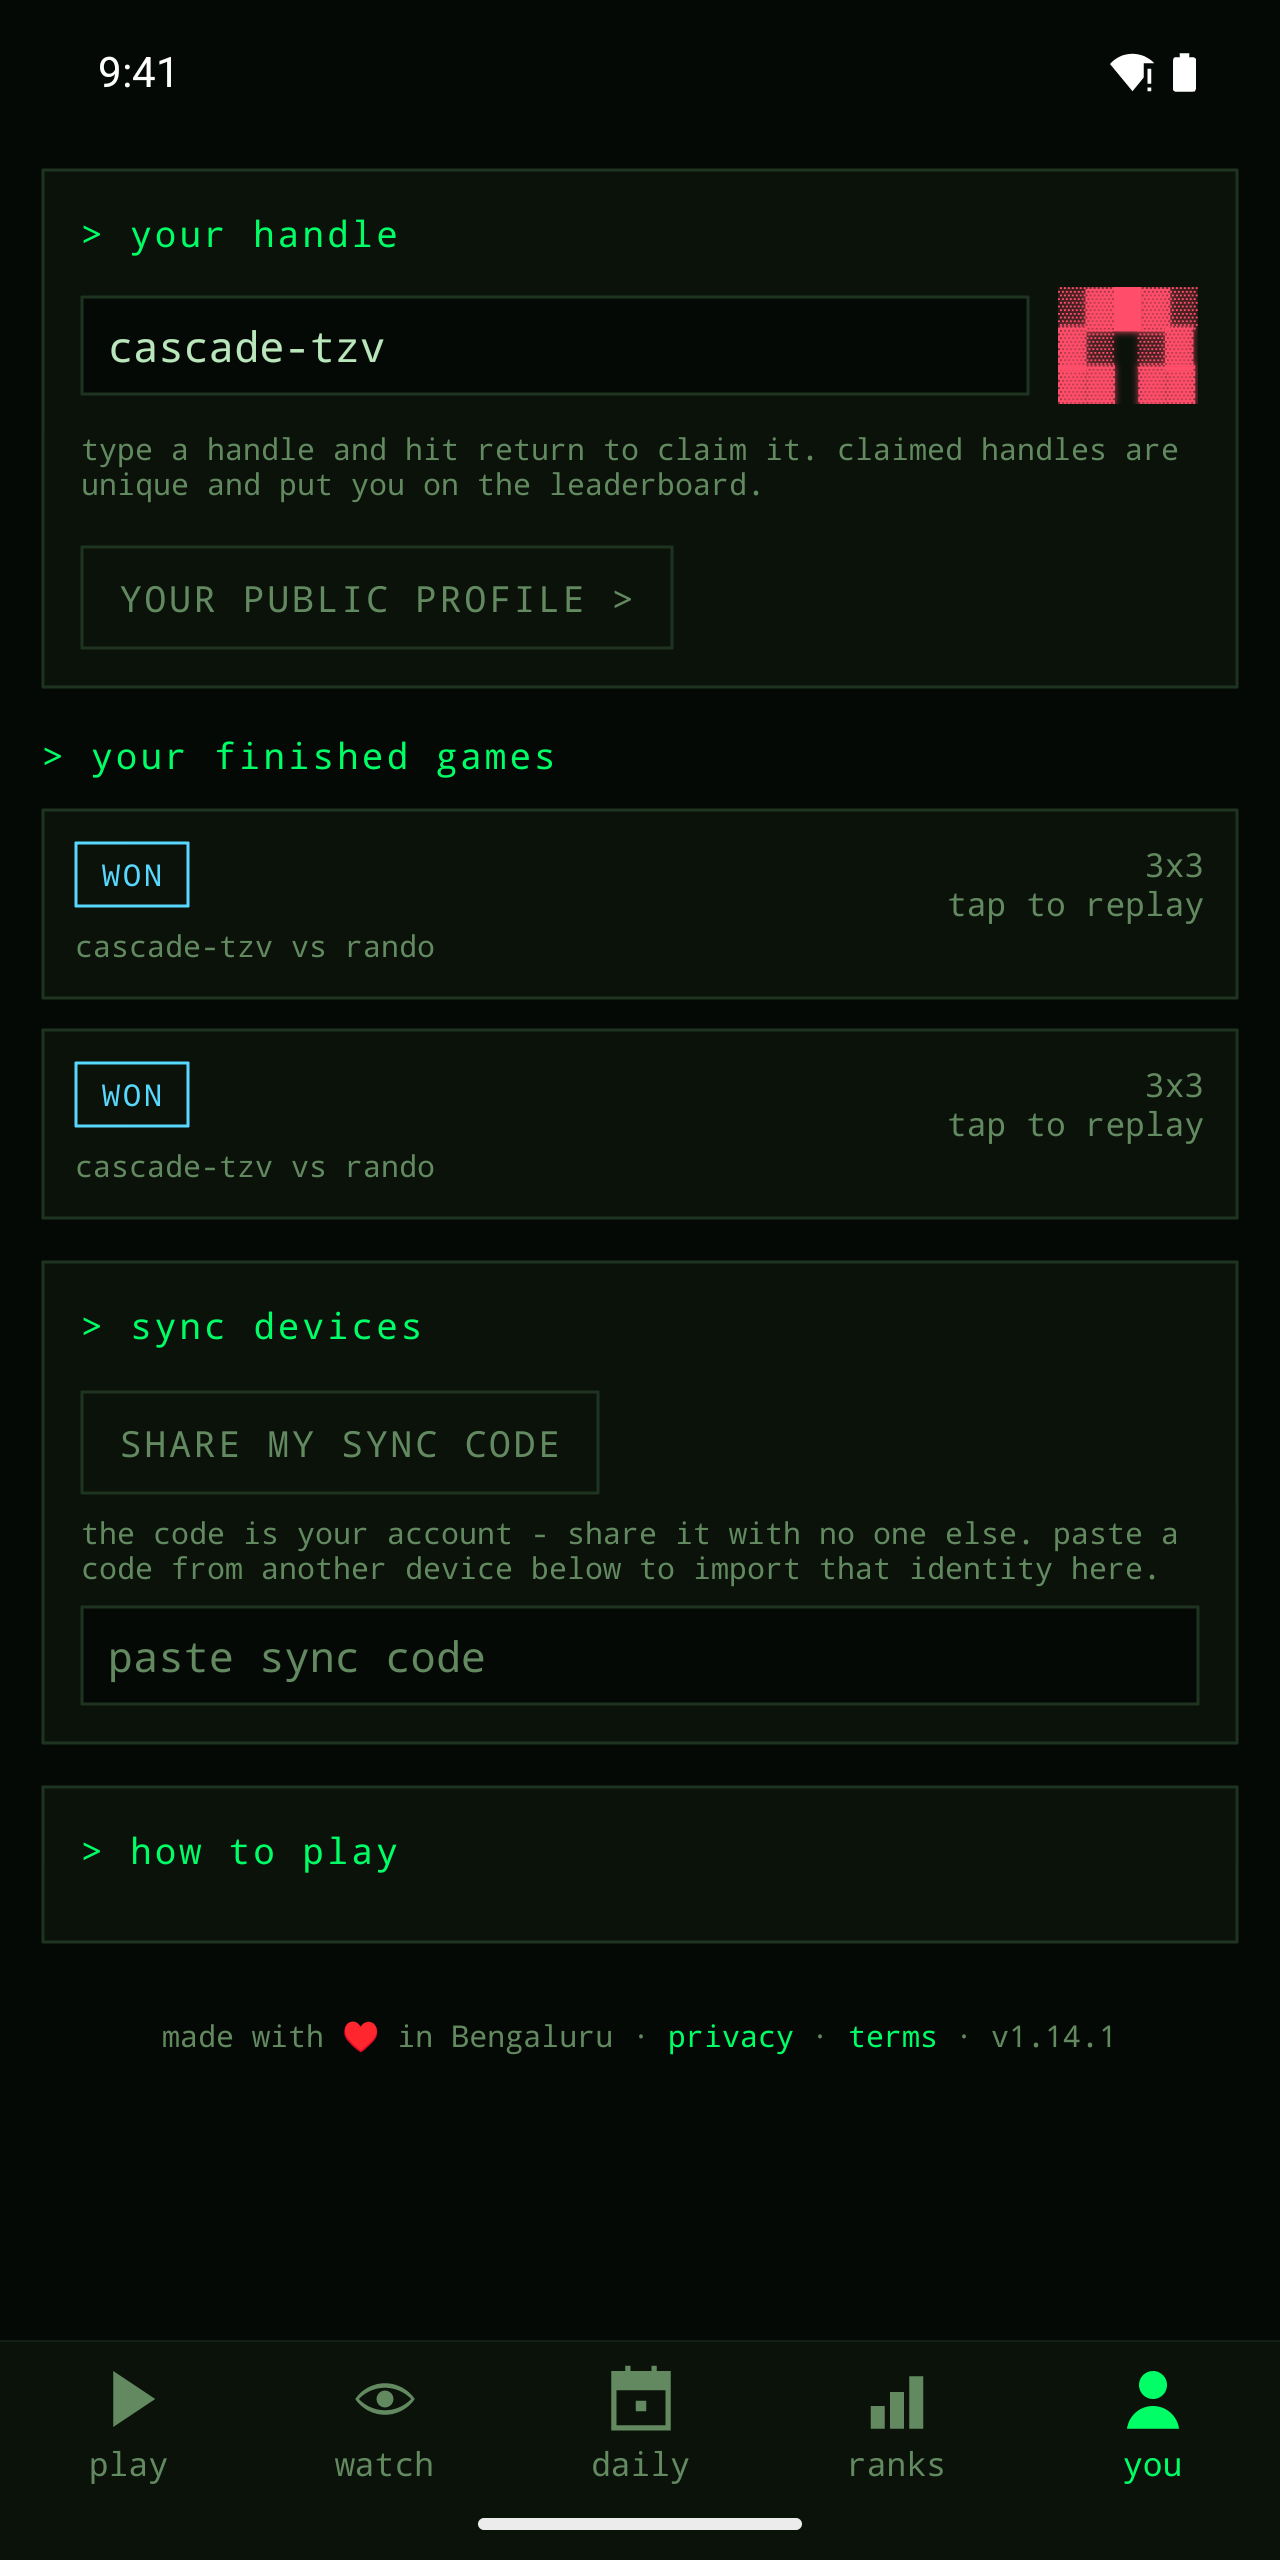 9:41
> your handle
cascade-tzv
type a handle and hit return to claim it. claimed handles are
unique and put you on the leaderboard.
YOUR PUBLIC PROFILE >
> your finished games
WON
3x3
tap to replay
cascade-tzv vs rando
WON
3x3
tap to replay
cascade-tzv vs rando
> sync devices
SHARE MY SYNC CODE
the code is your account - share it with no one else. paste a
code from another device below to import that identity here.
paste sync code
> how to play
made with ❤️ in Bengaluru · privacy · terms · v1.14.1
play watch daily ranks you